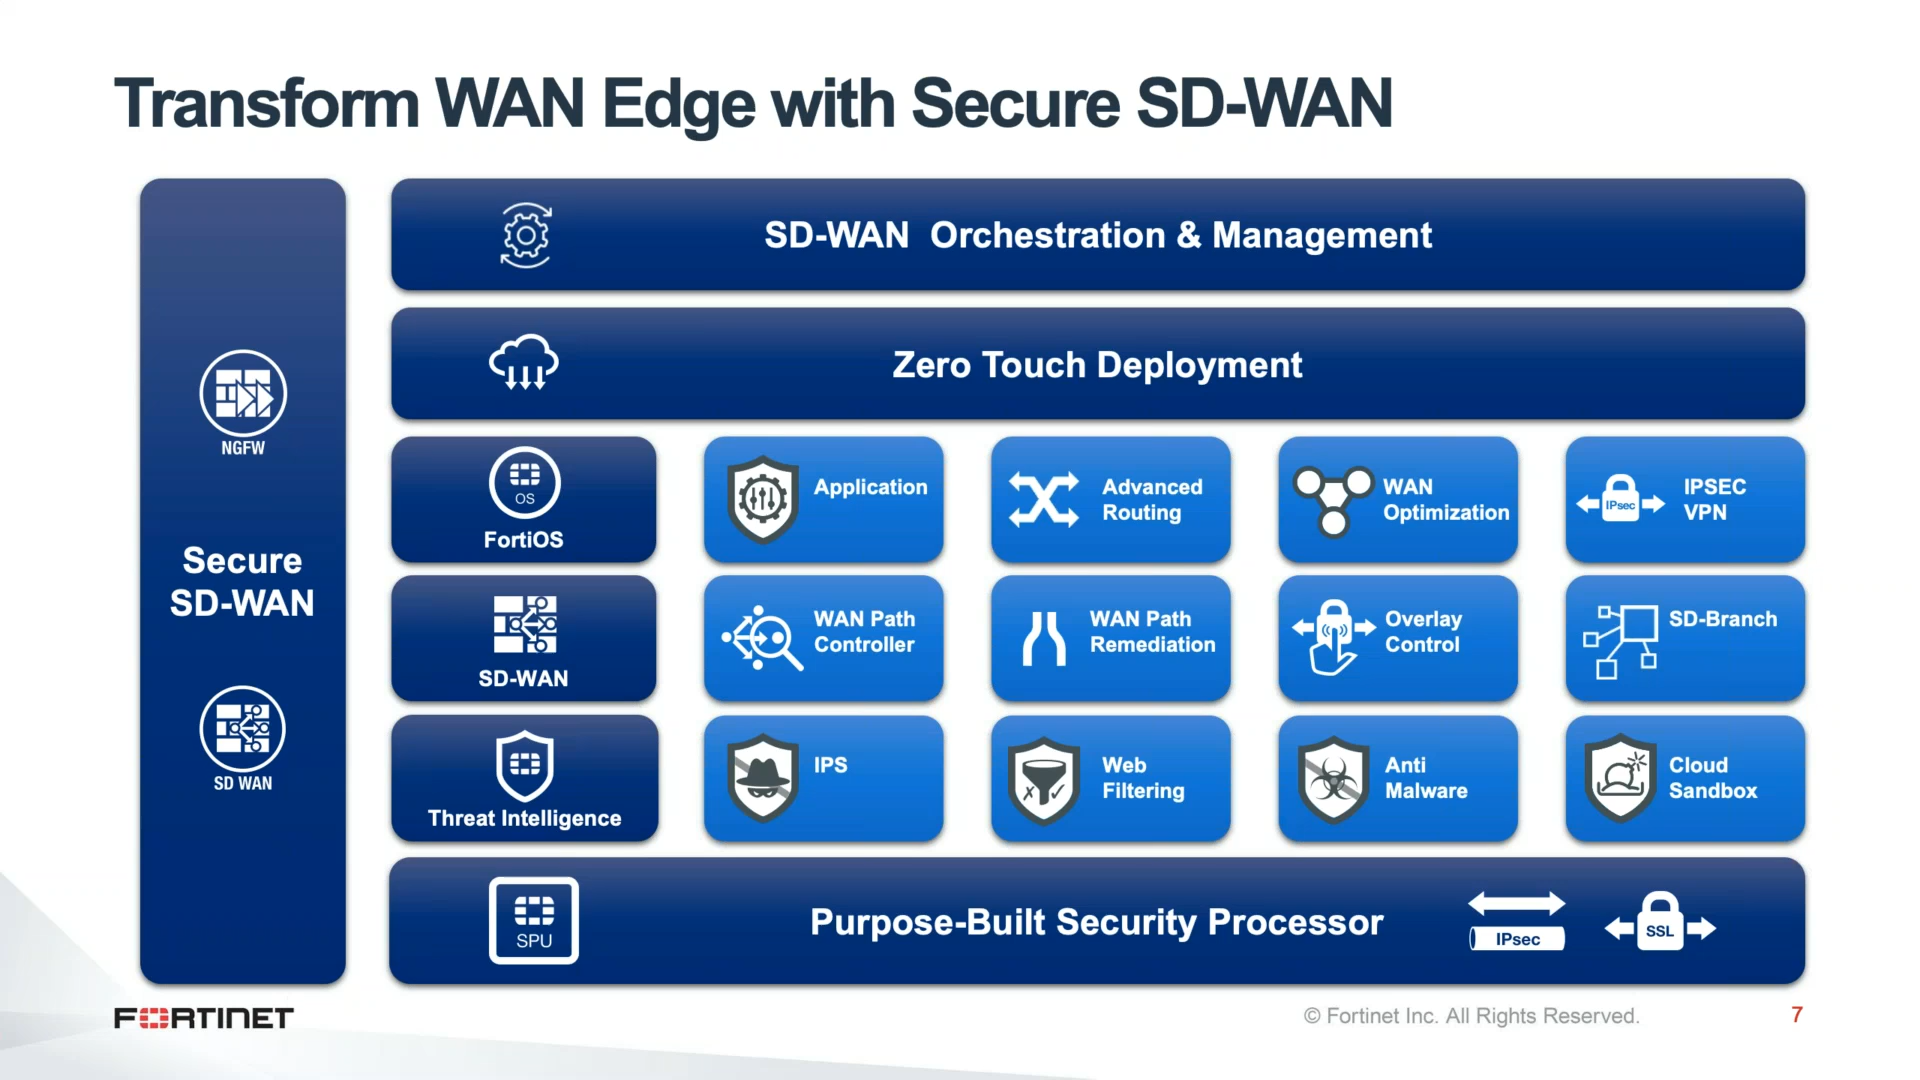 Transform WAN Edge with Secure SD-WAN
NGFW
Secure
SD-WAN
SD WAN
SD-WAN Orchestration & Management
Zero Touch Deployment
OS
FortiOS
Application
Advanced
Routing
WAN
Optimization
IPsec
IPSEC
VPN
SD-WAN
WAN Path
Controller
WAN Path
Remediation
Overlay
Control
SD-Branch
Threat Intelligence
IPS
Web
Filtering
Anti
Malware
Cloud
Sandbox
SPU
Purpose-Built Security Processor
IPsec
SSL
FORTINET
© Fortinet Inc. All Rights Reserved.
7